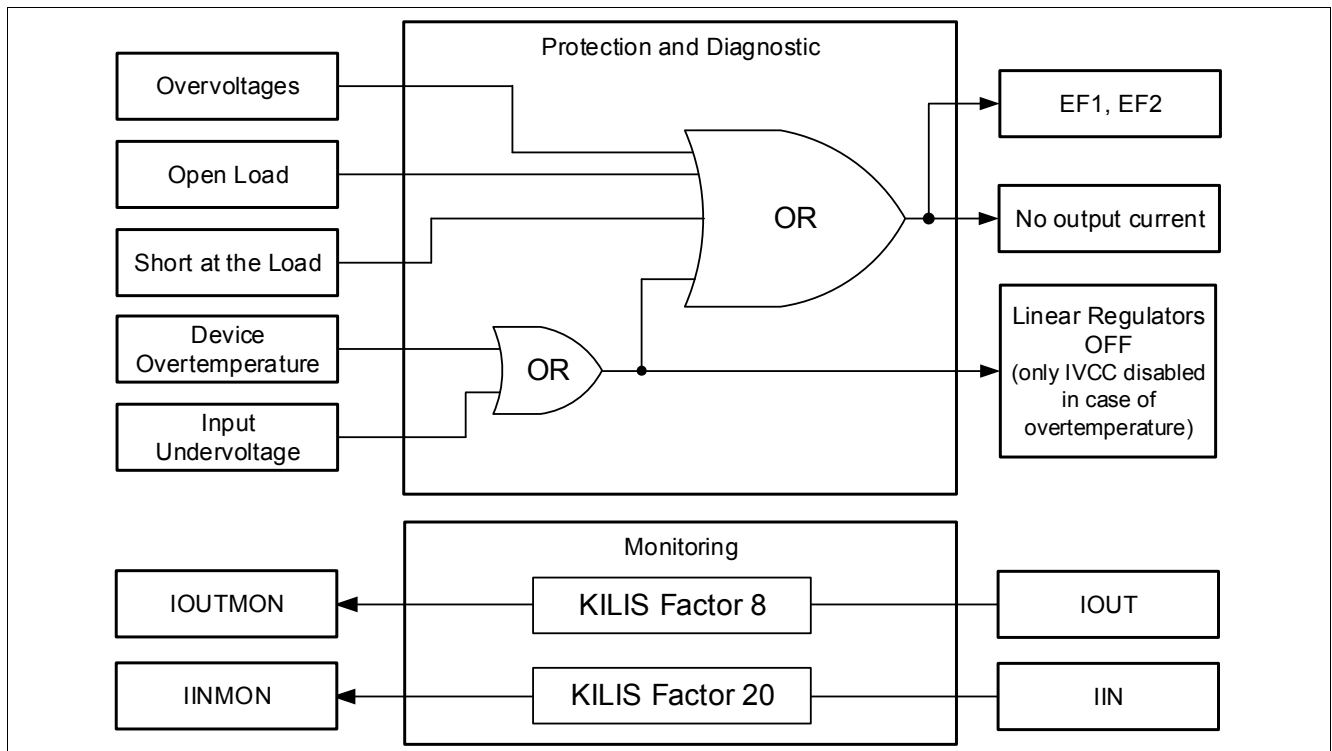 Protection and Diagnostic
Overvoltages
Open Load
Short at the Load
Device
Overtemperature
Input
Undervoltage
OR
OR
EF1, EF2
No output current
Linear Regulators
OFF
(only IVCC disabled
in case of
overtemperature)
Monitoring
IOUTMON
KILIS Factor 8
IOUT
IINMON
KILIS Factor 20
IIN